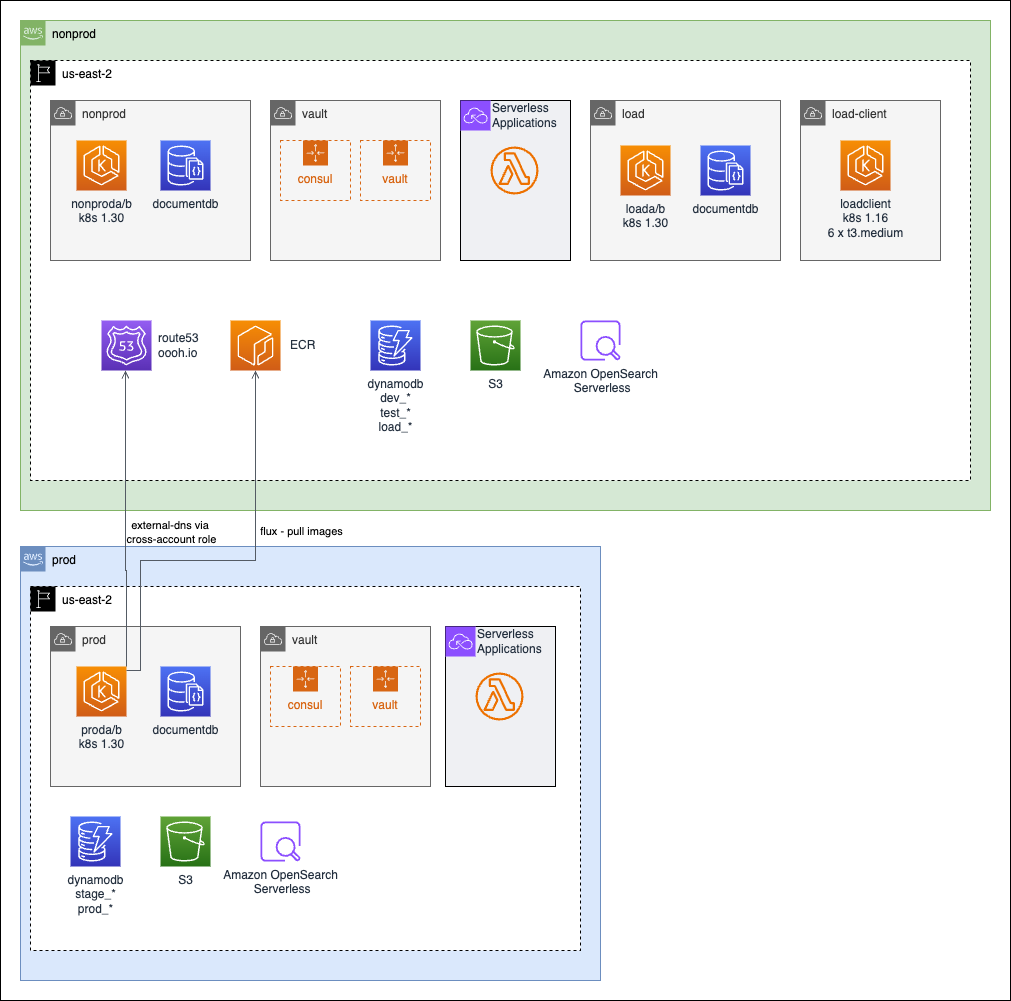 aws
nonprod
us-east-2
nonprod
nonproda/b
k8s 1.30
documentdb
vault
consul
vault
Serverless
Applications
load
loada/b
k8s 1.30
documentdb
load-client
loadclient
k8s 1.16
6 x t3.medium
53
route53
oooh.io
ECR
dynamodb
dev_*
test_*
load_*
S3
Amazon OpenSearch
Serverless
external-dns via
cross-account role
flux - pull images
aws
prod
us-east-2
prod
proda/b
k8s 1.30
documentdb
vault
consul
vault
Serverless
Applications
dynamodb
stage_*
prod_*
S3
Amazon OpenSearch
Serverless